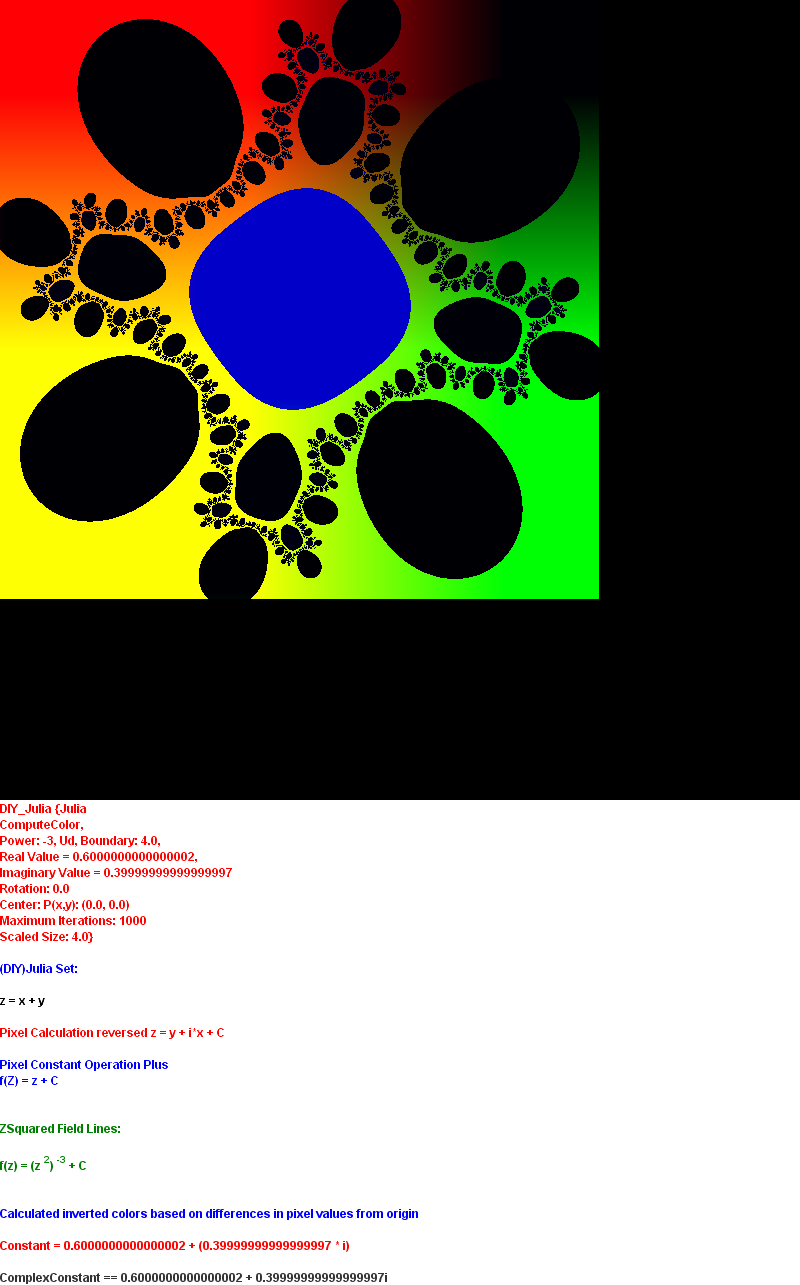 DIY_Julia {Julia
ComputeColor,
Power: -3, Ud, Boundary: 4.0,
Real Value = 0.6000000000000002,
Imaginary Value = 0.39999999999999997
Rotation: 0.0
Center: P(x,y): (0.0, 0.0)
Maximum Iterations: 1000
Scaled Size: 4.0}
(DIY)Julia Set:
z = x + y
Pixel Calculation reversed z = y + i*x + C
Pixel Constant Operation Plus
f(Z) = z + C
ZSquared Field Lines:
f(z) = (z 2) -3 + C
Calculated inverted colors based on differences in pixel values from origin
Constant = 0.6000000000000002 + (0.39999999999999997 * i)
ComplexConstant == 0.6000000000000002 + 0.39999999999999997i